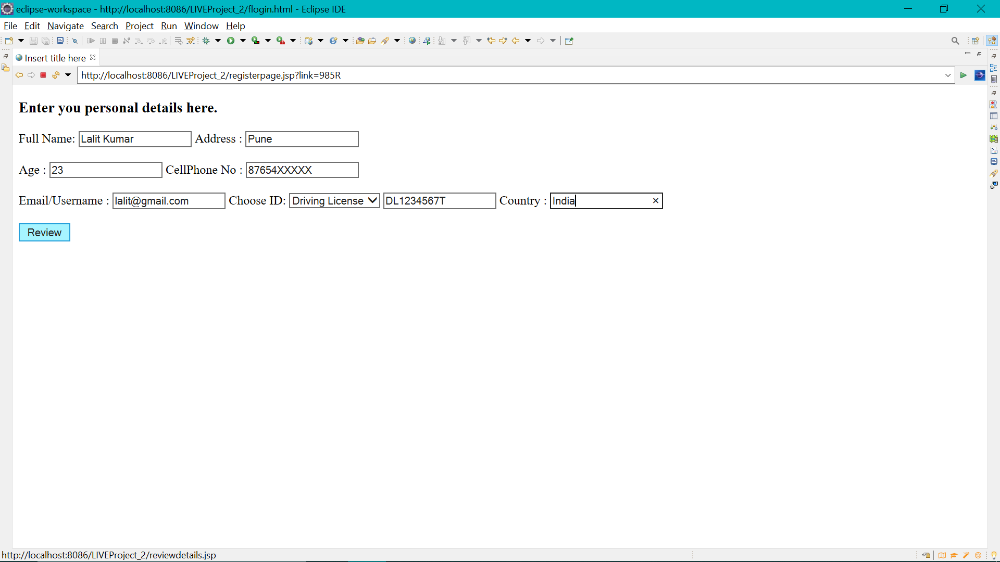 eclipse-workspace - http://localhost:8086/LIVEProject_2/flogin.html - Eclipse IDE
File Edit Navigate Search Project Run Window Help
Insert title here
http://localhost:8086/LIVEProject_2/registerpage.jsp?link=985R
Enter you personal details here.
Full Name: Lalit Kumar Address : Pune
Age : 23 CellPhone No : 87654XXXXX
Email/Username : lalit@gmail.com Choose ID: Driving License DL1234567T Country : India
Review
http://localhost:8086/LIVEProject_2/reviewdetails.jsp